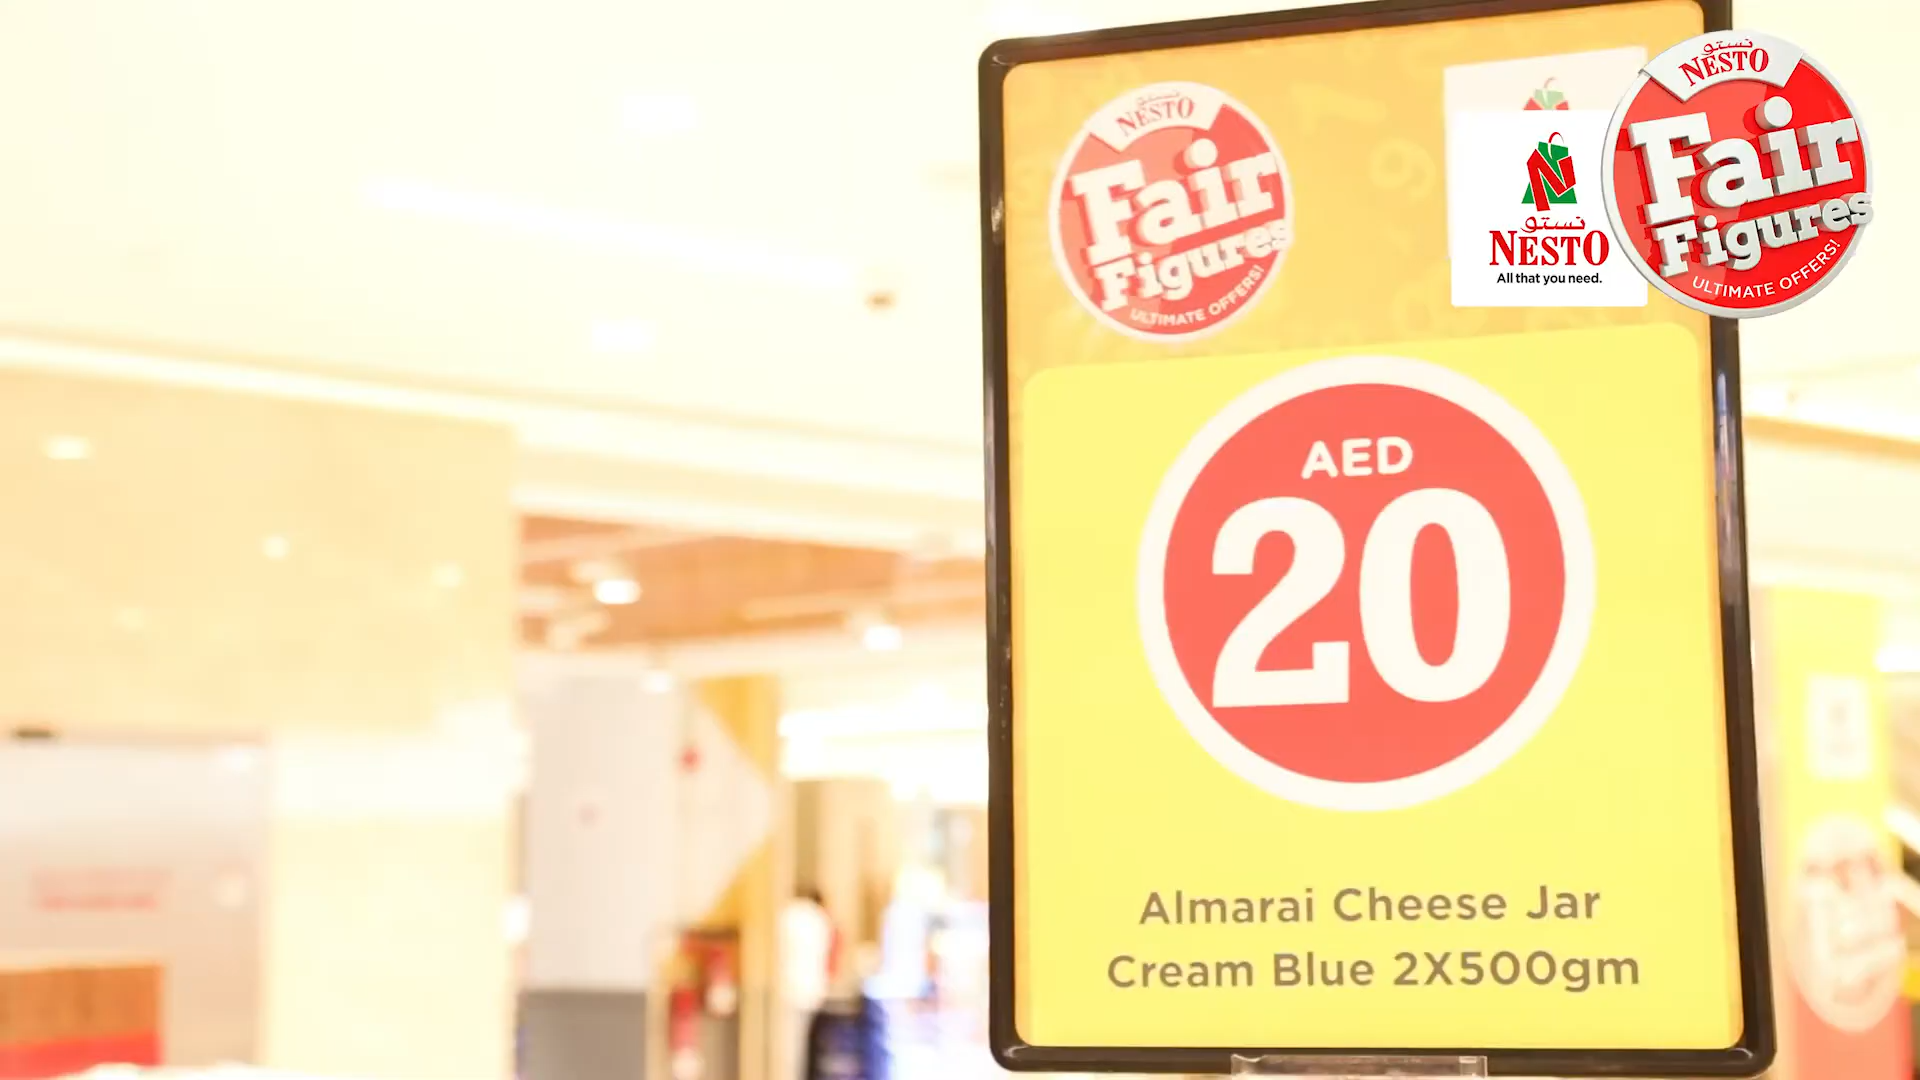 نستو
NESTO
Fair
Figures
ULTIMATE OFFERS!
نستو
NESTO
All that you need.
نستو
NESTO
Fair
Figures
ULTIMATE OFFERS!
AED
20
Almarai Cheese Jar
Cream Blue 2X500gm